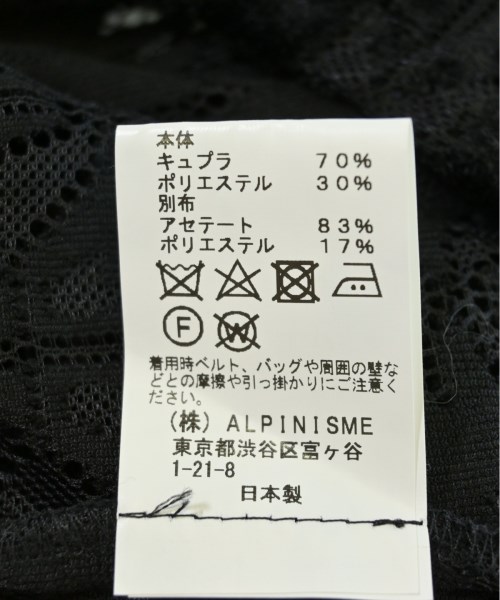 本体
キュプラ 70%
ポリエステル 30%
別布
アセテート 83%
ポリエステル 17%
F W
着用時ベルト、バッグや周囲の壁な
どとの摩擦や引っ掛かりにご注意く
ださい。
(株) ALPINISME
東京都渋谷区富ヶ谷
1-21-8
日本製